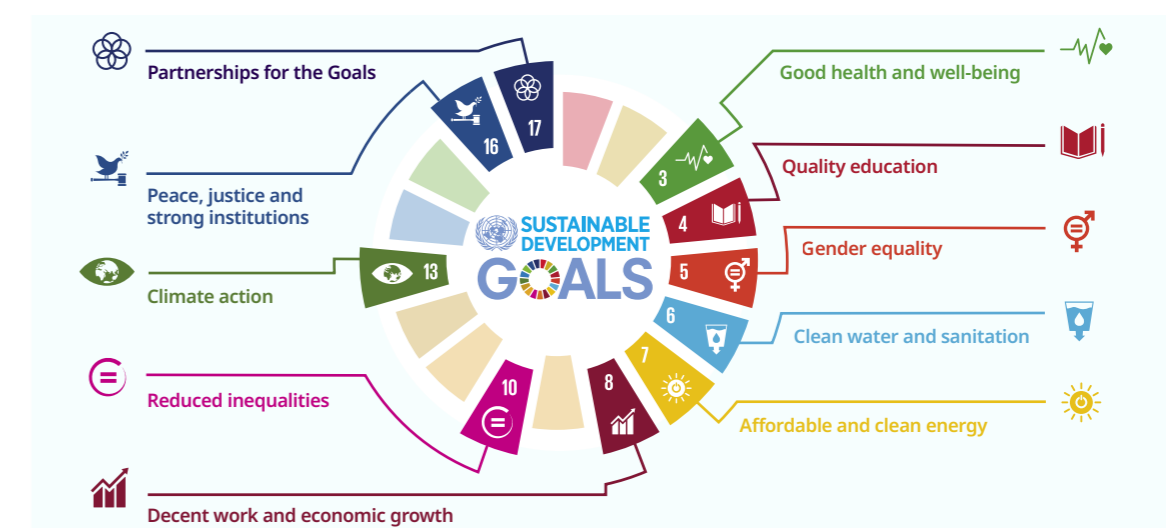 Partnerships for the Goals
Good health and well-being
Peace, justice and
strong institutions
Quality education
Gender equality
Climate action
Clean water and sanitation
Reduced inequalities
Affordable and clean energy
Decent work and economic growth
17
16
3
4
5
6
7
8
10
13
SUSTAINABLE
DEVELOPMENT
GOALS